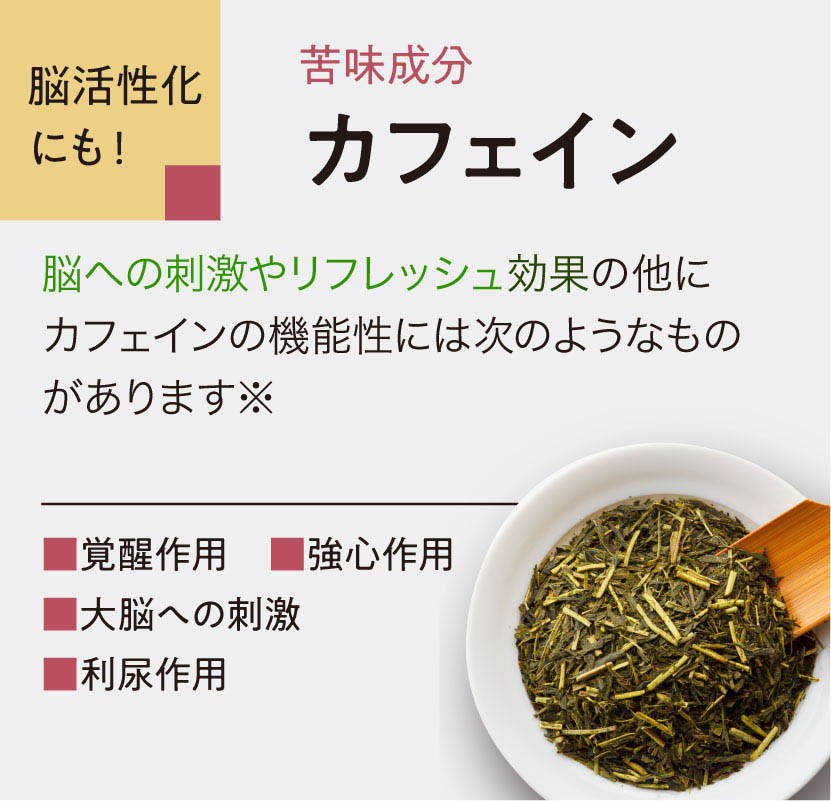 脳活性化
にも!
苦味成分
カフェイン
脳への刺激やリフレッシュ効果の他に
カフェインの機能性には次のようなもの
があります※
■覚醒作用 ■強心作用
■大脳への刺激
■利尿作用